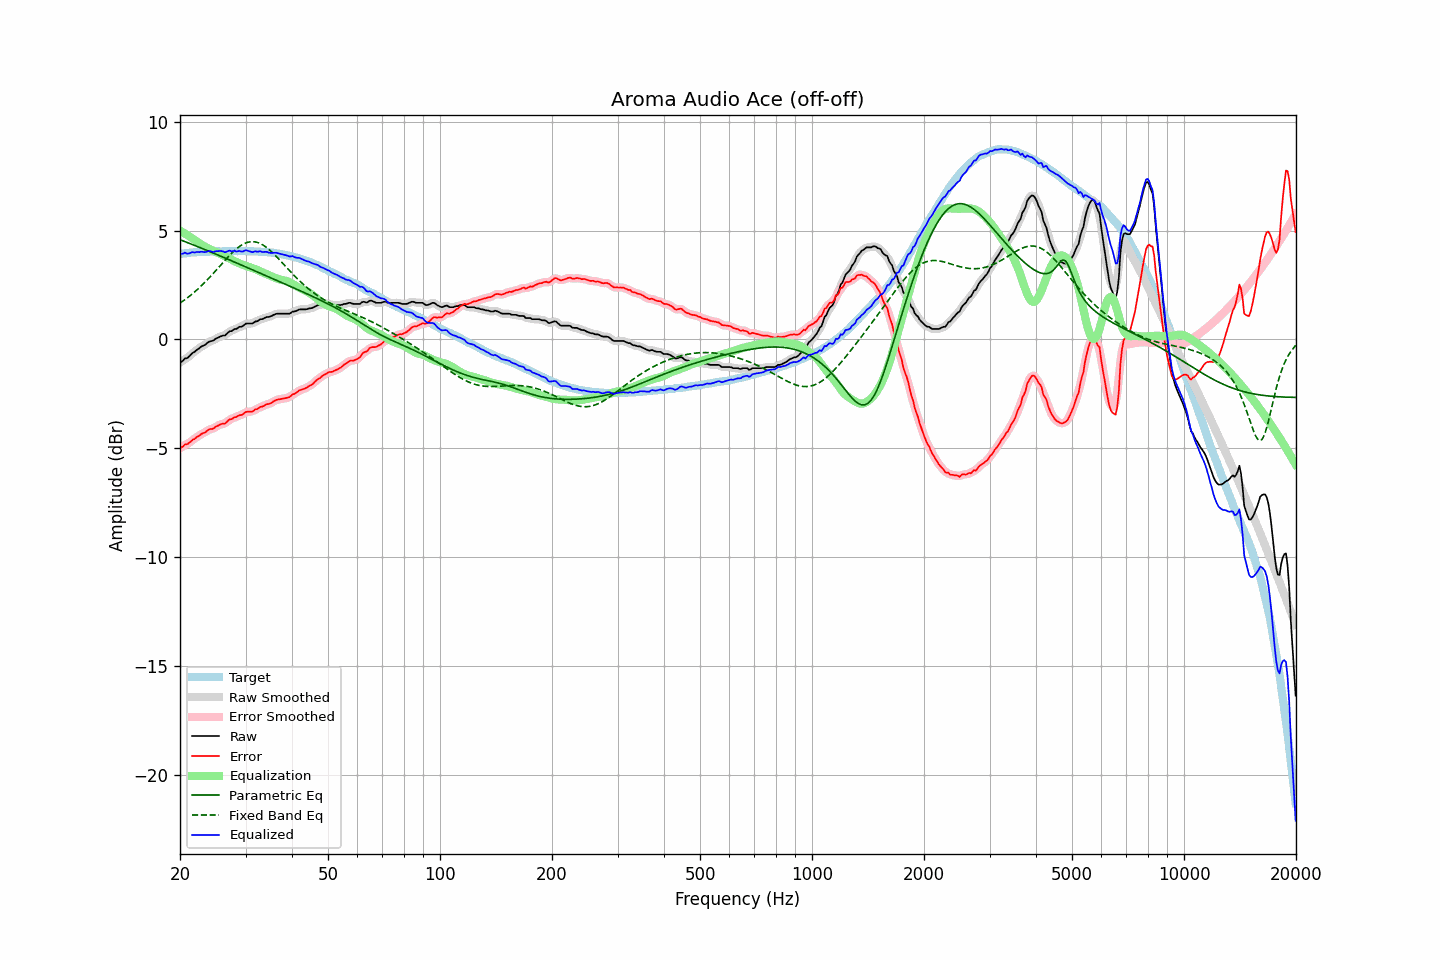 Aroma Audio Ace (off-off)
Amplitude (dBr)
10
5
0
−5
−10
−15
−20
Target
Raw Smoothed
Error Smoothed
Raw
Error
Equalization
Parametric Eq
Fixed Band Eq
Equalized
20 50 100 200 500 1000 2000 5000 10000 20000
Frequency (Hz)